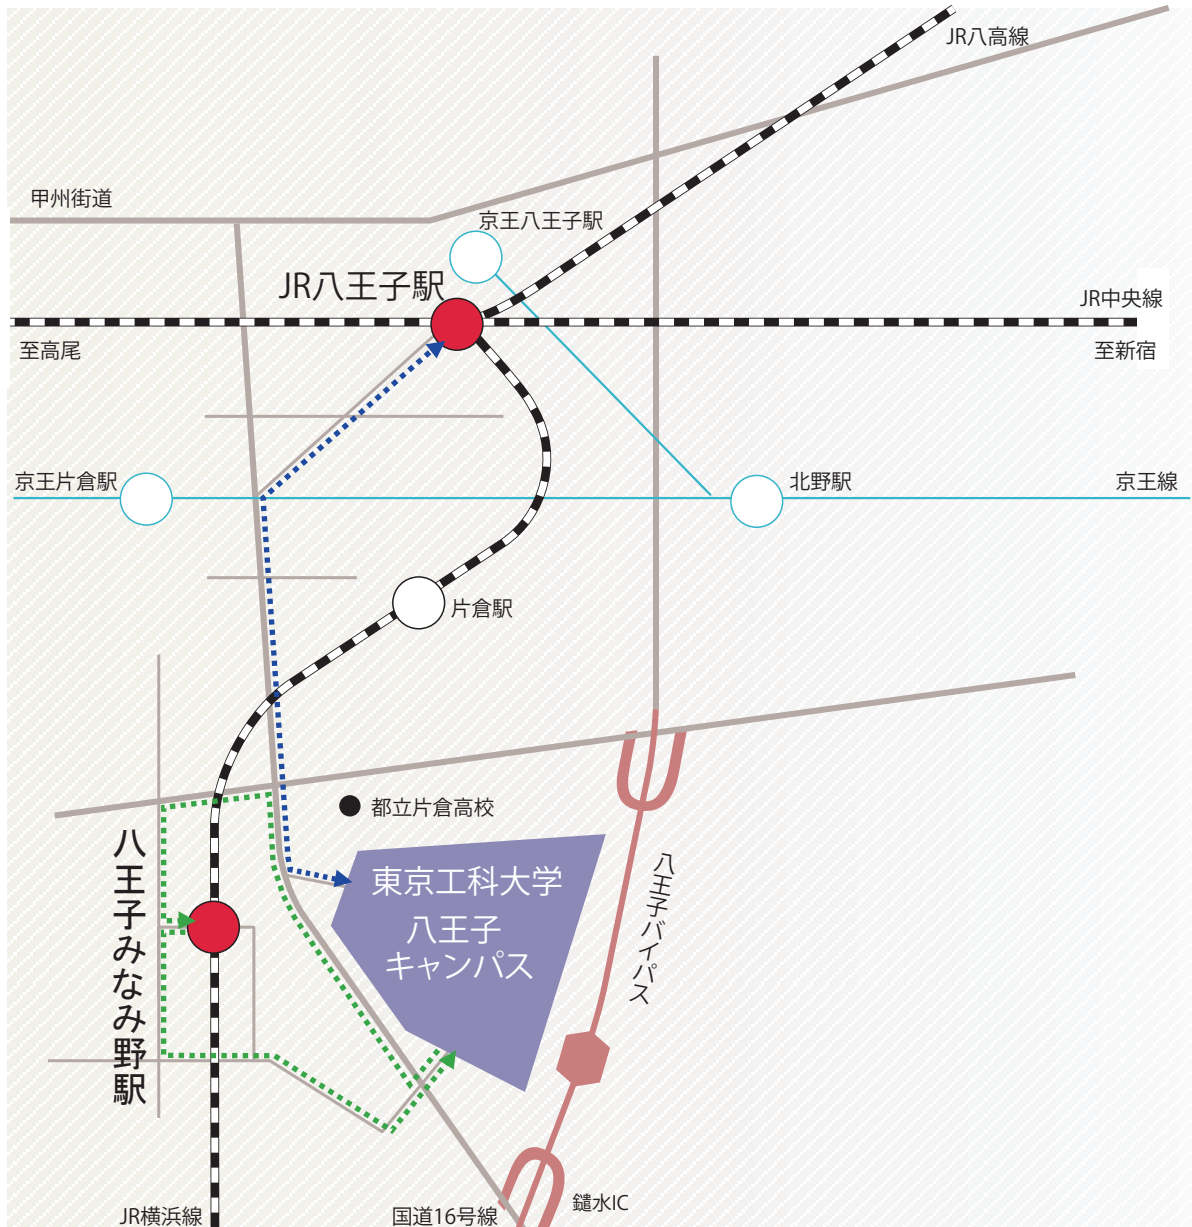 JR八高線
甲州街道
京王八王子駅
JR八王子駅
JR中央線
至高尾
至新宿
京王片倉駅
北野駅
京王線
片倉駅
都立片倉高校
八王子みなみ野駅
東京工科大学
八王子
キャンパス
八王子バイパス
JR横浜線
国道16号線
鑓水IC